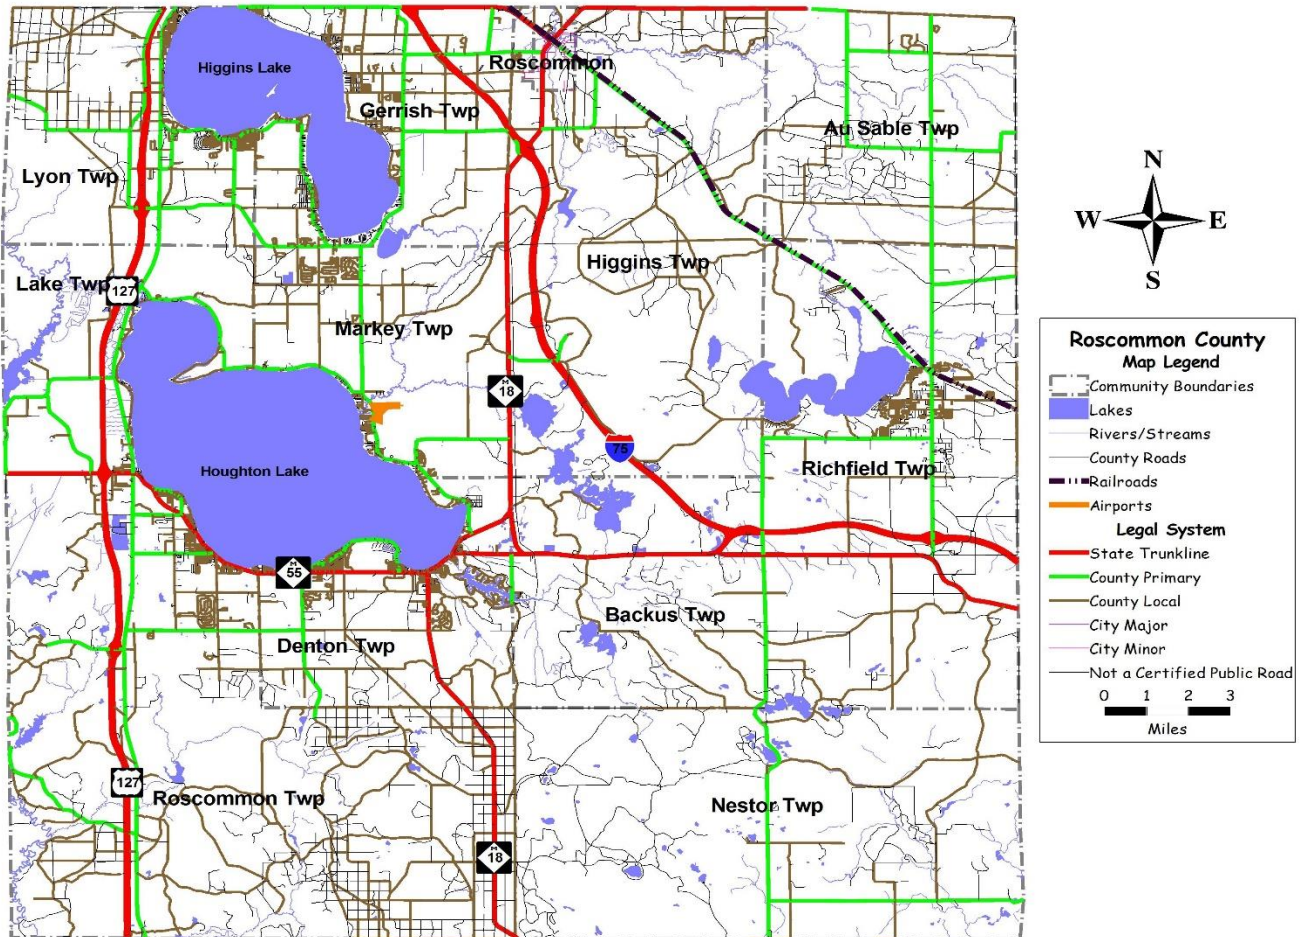 Higgins Lake
Roscommon
Gerrish Twp
Au Sable Twp
Lyon Twp
N
W E
S
Higgins Twp
Lake Twp
127
Markey Twp
M
18
75
Houghton Lake
Richfield Twp
M
55
Backus Twp
Denton Twp
127
Roscommon Twp
Nestor Twp
M
18
Roscommon County
Map Legend
Community Boundaries
Lakes
Rivers/Streams
County Roads
Railroads
Airports
Legal System
State Trunkline
County Primary
County Local
City Major
City Minor
Not a Certified Public Road
0 1 2 3
Miles